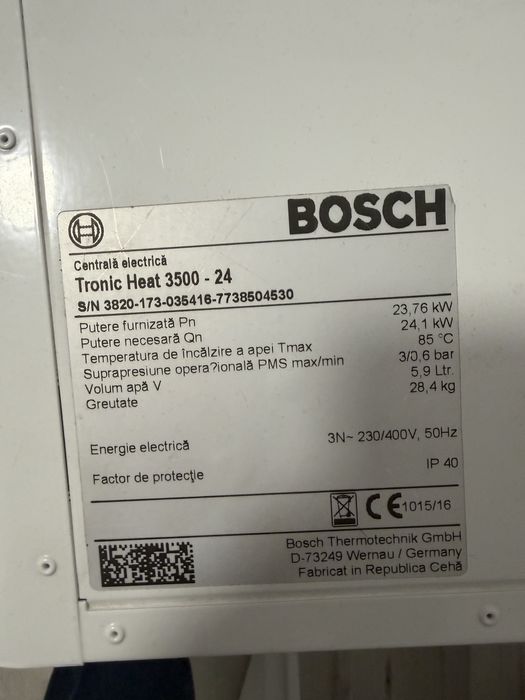 BOSCH
Centrală electrică
Tronic Heat 3500 - 24
S/N 3820-173-035416-7738504530
Putere furnizată Pn 23,76 kW
Putere necesară Qn 24,1 kW
Temperatura de încălzire a apei Tmax 85 °C
Suprapresiune opera?ională PMS max/min 3/0,6 bar
Volum apă V 5,9 Ltr.
Greutate 28,4 kg
Energie electrică 3N~ 230/400V, 50Hz
Factor de protecţie IP 40
CE 1015/16
Bosch Thermotechnik GmbH
D-73249 Wernau / Germany
Fabricat in Republica Cehă